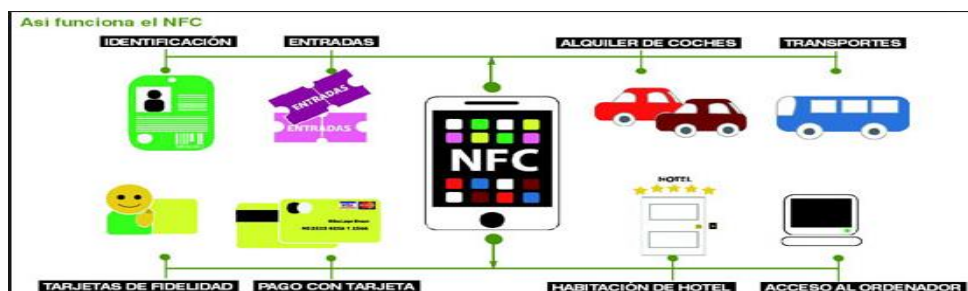 Asi funciona el NFC
IDENTIFICACIÓN
ENTRADAS
ALQUILER DE COCHES
TRANSPORTES
ENTRADAS
ENTRADAS
NFC
HOTEL
TARJETAS DE FIDELIDAD
PAGO CON TARJETA
HABITACIÓN DE HOTEL
ACCESO AL ORDENADOR